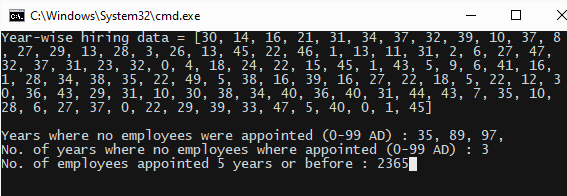 C:\Windows\System32\cmd.exe
Year-wise hiring data = [30, 14, 16, 21, 31, 34, 37, 32, 39, 10, 37, 8
, 27, 29, 13, 28, 3, 26, 13, 45, 22, 46, 1, 13, 11, 31, 2, 6, 27, 47,
32, 37, 31, 23, 32, 0, 4, 18, 24, 22, 15, 45, 1, 43, 5, 9, 6, 41, 16,
1, 28, 34, 38, 35, 22, 49, 5, 38, 16, 39, 16, 27, 22, 18, 5, 22, 12, 3
0, 36, 43, 29, 31, 10, 30, 38, 34, 40, 36, 40, 31, 44, 43, 7, 35, 10,
28, 6, 27, 37, 0, 22, 29, 39, 33, 47, 5, 40, 0, 1, 45]
Years where no employees were appointed (0-99 AD) : 35, 89, 97,
No. of years where no employees where appointed (0-99 AD) : 3
No. of employees appointed 5 years or before : 2365